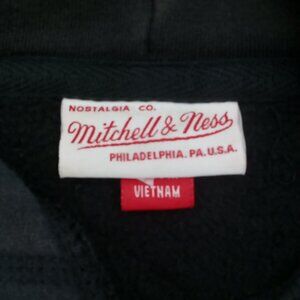 NOSTALGIA CO.
Mitchell & Ness
PHILADELPHIA. PA. U.S.A.
VIETNAM